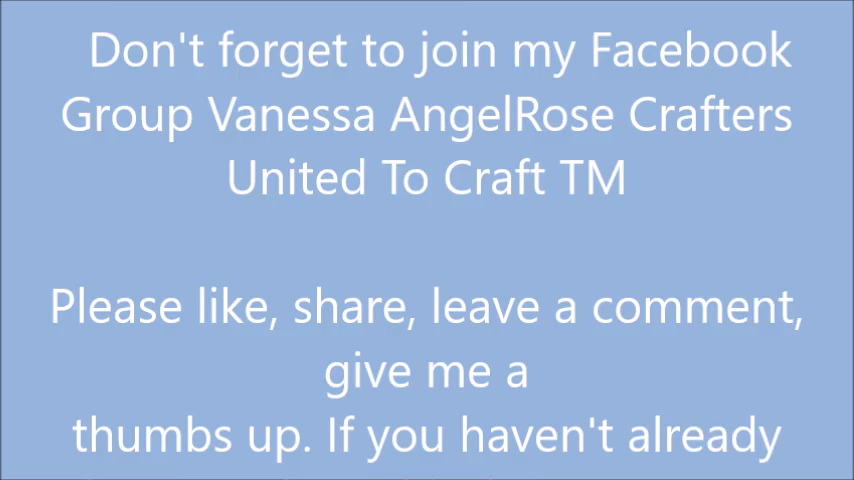 Don't forget to join my Facebook
Group Vanessa AngelRose Crafters
United To Craft TM
Please like, share, leave a comment,
give me a
thumbs up. If you haven't already